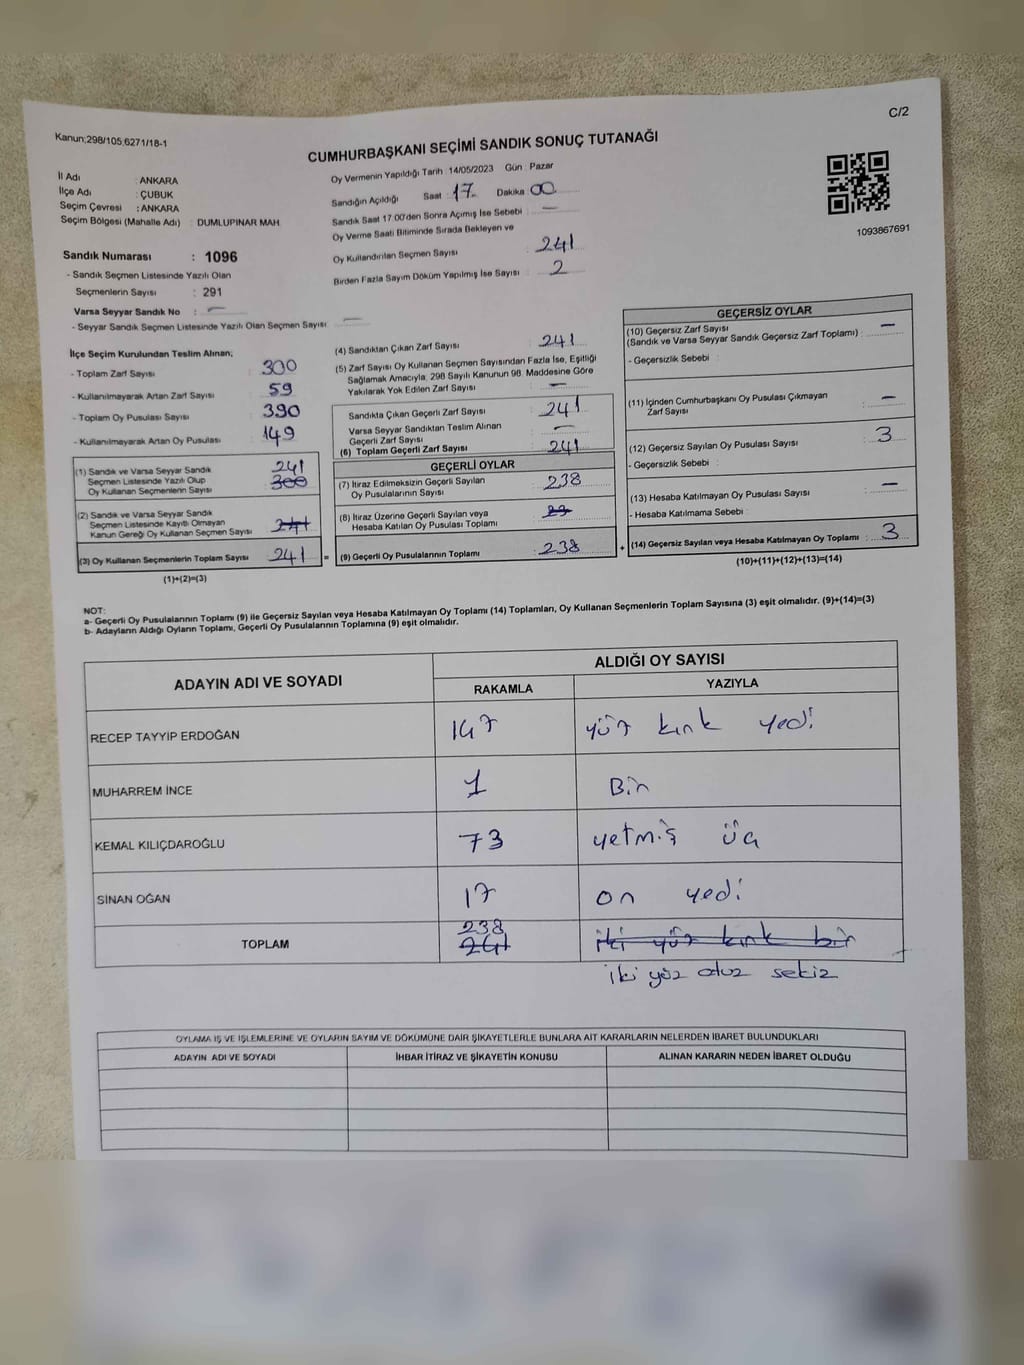 C/2
Kanun;298/105;6271/18-1
CUMHURBAŞKANI SEÇİMİ SANDIK SONUÇ TUTANAĞI
İl Adı : ANKARA
İlçe Adı : ÇUBUK
Seçim Çevresi : ANKARA
Seçim Bölgesi (Mahalle Adı) : DUMLUPINAR MAH
Sandık Numarası : 1096
- Sandık Seçmen Listesinde Yazılı Olan
Seçmenlerin Sayısı : 291
Varsa Seyyar Sandık No : —
- Seyyar Sandık Seçmen Listesinde Yazılı Olan Seçmen Sayısı —
Oy Vermenin Yapıldığı Tarih : 14/05/2023 Gün : Pazar
Sandığın Açıldığı Saat : 17 Dakika 00
Sandık Saat 17:00'den Sonra Açımış İse Sebebi : —
Oy Verme Saati Bitiminde Sırada Bekleyen ve
Oy Kullandırılan Seçmen Sayısı : 241
Birden Fazla Sayım Döküm Yapılmış İse Sayısı : 2
1093867691
İlçe Seçim Kurulundan Teslim Alınan;
- Toplam Zarf Sayısı : 300
- Kullanılmayarak Artan Zarf Sayısı : 59
- Toplam Oy Pusulası Sayısı : 390
- Kullanılmayarak Artan Oy Pusulası : 149
(1) Sandık ve Varsa Seyyar Sandık 241
Seçmen Listesinde Yazılı Olup 300
Oy Kullanan Seçmenlerin Sayısı
(2) Sandık ve Varsa Seyyar Sandık
Seçmen Listesinde Kayıtlı Olmayan
Kanun Gereği Oy Kullanan Seçmen Sayısı : 241
(3) Oy Kullanan Seçmenlerin Toplam Sayısı 241 =
(1)+(2)=(3)
(4) Sandıktan Çıkan Zarf Sayısı : 241
(5) Zarf Sayısı Oy Kullanan Seçmen Sayısından Fazla İse, Eşitliği
Sağlamak Amacıyla, 298 Sayılı Kanunun 98. Maddesine Göre
Yakılarak Yok Edilen Zarf Sayısı : —
Sandıkta Çıkan Geçerli Zarf Sayısı : 241
Varsa Seyyar Sandıktan Teslim Alınan
Geçerli Zarf Sayısı : —
(6) Toplam Geçerli Zarf Sayısı : 241
GEÇERLİ OYLAR
(7) İtiraz Edilmeksizin Geçerli Sayılan
Oy Pusulalarının Sayısı : 238
(8) İtiraz Üzerine Geçerli Sayılan veya
Hesaba Katılan Oy Pusulası Toplamı
(9) Geçerli Oy Pusulalarının Toplamı : 238 +
GEÇERSİZ OYLAR
(10) Geçersiz Zarf Sayısı
(Sandık ve Varsa Seyyar Sandık Geçersiz Zarf Toplamı) : —
- Geçersizlik Sebebi :
(11) İçinden Cumhurbaşkanı Oy Pusulası Çıkmayan
Zarf Sayısı : —
(12) Geçersiz Sayılan Oy Pusulası Sayısı : 3
- Geçersizlik Sebebi :
(13) Hesaba Katılmayan Oy Pusulası Sayısı : —
- Hesaba Katılmama Sebebi :
(14) Geçersiz Sayılan veya Hesaba Katılmayan Oy Toplamı : 3
(10)+(11)+(12)+(13)=(14)
NOT:
a- Geçerli Oy Pusulalarının Toplamı (9) ile Geçersiz Sayılan veya Hesaba Katılmayan Oy Toplamı (14) Toplamları, Oy Kullanan Seçmenlerin Toplam Sayısına (3) eşit olmalıdır. (9)+(14)=(3)
b- Adayların Aldığı Oyların Toplamı, Geçerli Oy Pusulalarının Toplamına (9) eşit olmalıdır.
ADAYIN ADI VE SOYADI ALDIĞI OY SAYISI
RAKAMLA YAZIYLA
RECEP TAYYİP ERDOĞAN 147 yüz kırk yedi
MUHARREM İNCE 1 Bir
KEMAL KILIÇDAROĞLU 73 yetmiş üç
SİNAN OĞAN 17 on yedi
238
TOPLAM 241 iki yüz kırk bir
iki yüz otuz sekiz
OYLAMA İŞ VE İŞLEMLERİNE VE OYLARIN SAYIM VE DÖKÜMÜNE DAİR ŞİKAYETLERLE BUNLARA AİT KARARLARIN NELERDEN İBARET BULUNDUKLARI
ADAYIN ADI VE SOYADI İHBAR İTİRAZ VE ŞİKAYETİN KONUSU ALINAN KARARIN NEDEN İBARET OLDUĞU